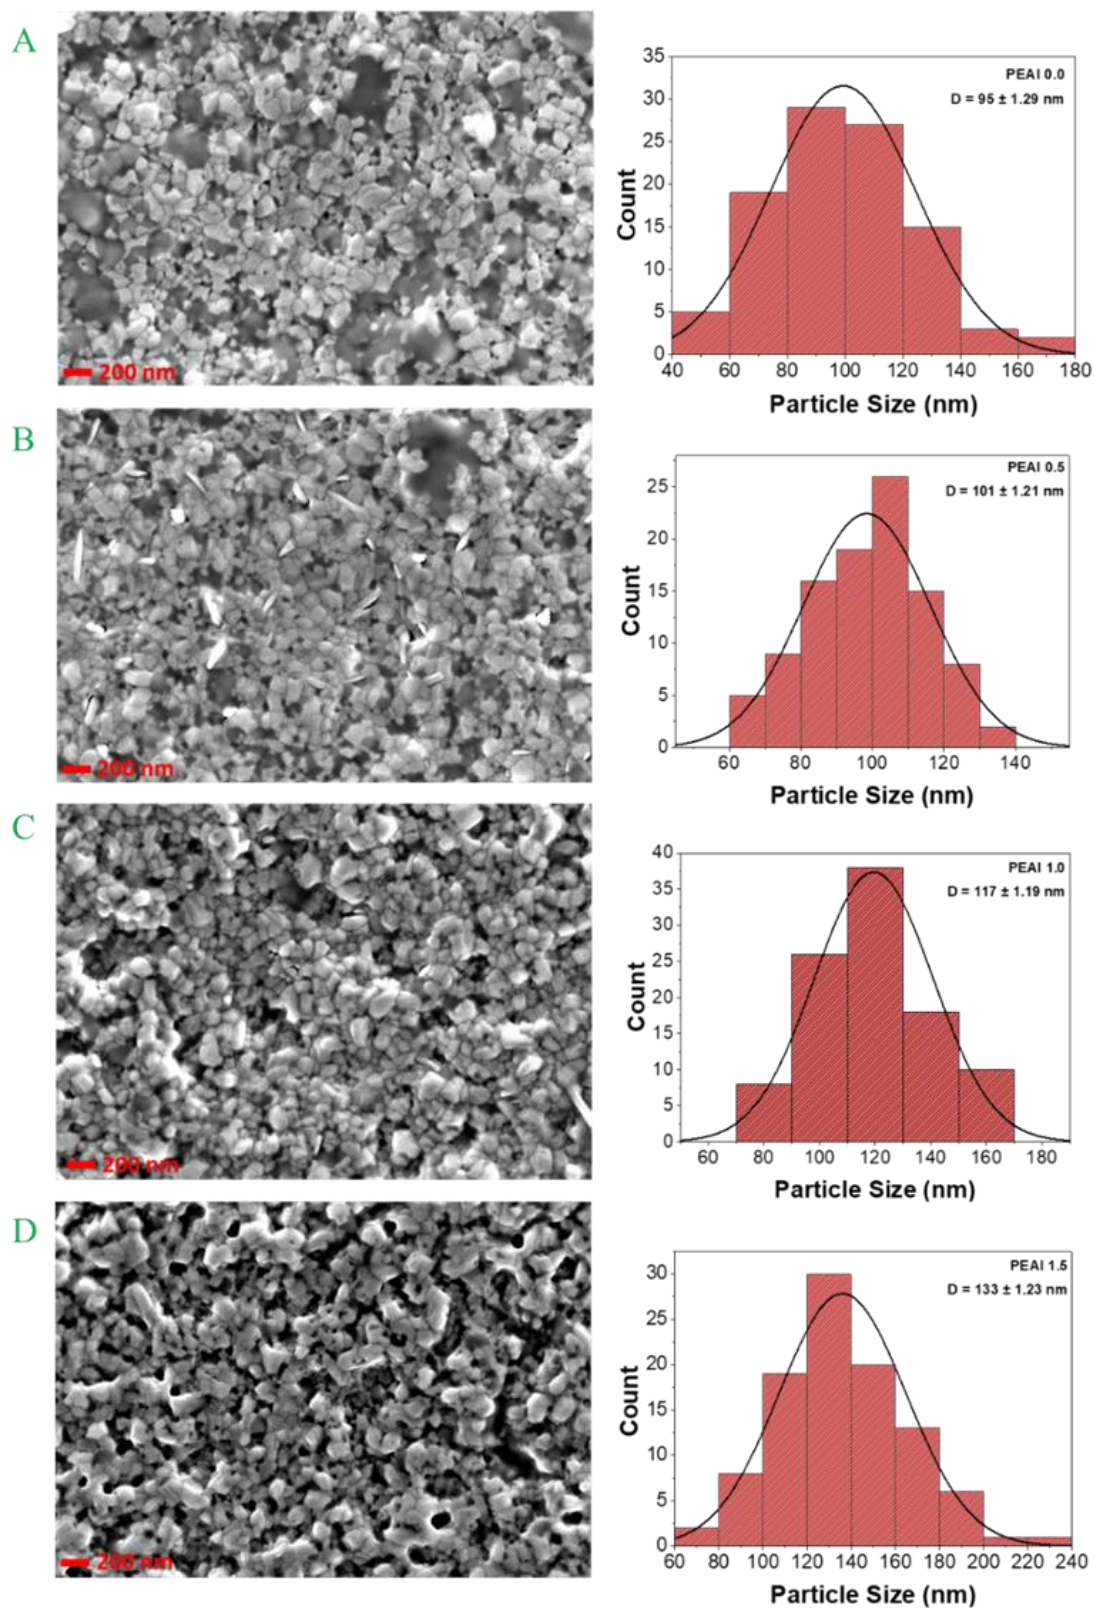 A
200 nm
PEAI 0.0
D = 95 ± 1.29 nm
35
30
25
20
15
10
5
0
Count
40 60 80 100 120 140 160 180
Particle Size (nm)
B
200 nm
PEAI 0.5
D = 101 ± 1.21 nm
25
20
15
10
5
0
Count
60 80 100 120 140
Particle Size (nm)
C
200 nm
PEAI 1.0
D = 117 ± 1.19 nm
40
35
30
25
20
15
10
5
0
Count
60 80 100 120 140 160 180
Particle Size (nm)
D
200 nm
PEAI 1.5
D = 133 ± 1.23 nm
30
25
20
15
10
5
0
Count
60 80 100 120 140 160 180 200 220 240
Particle Size (nm)